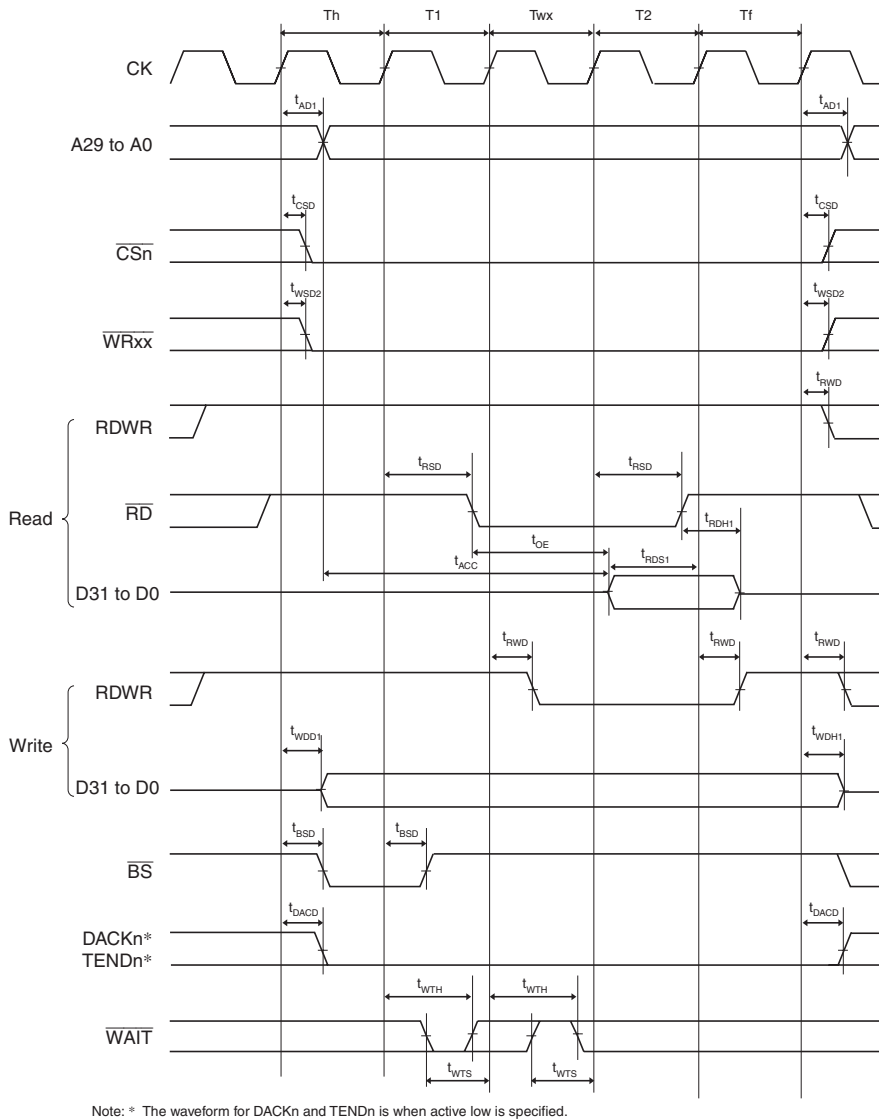 Th T1 Twx T2 Tf
CK
tAD1 tAD1
A29 to A0
tCSD tCSD
CSn
tWSD2 tWSD2
WRxx
tRWD
RDWR
tRSD tRSD
Read
RD
tRDH1
tOE
tACC tRDS1
D31 to D0
tRWD tRWD tRWD
RDWR
Write
tWDD1 tWDH1
D31 to D0
tBSD tBSD
BS
tDACD tDACD
DACKn*
TENDn*
tWTH tWTH
WAIT
tWTS tWTS
Note: * The waveform for DACKn and TENDn is when active low is specified.